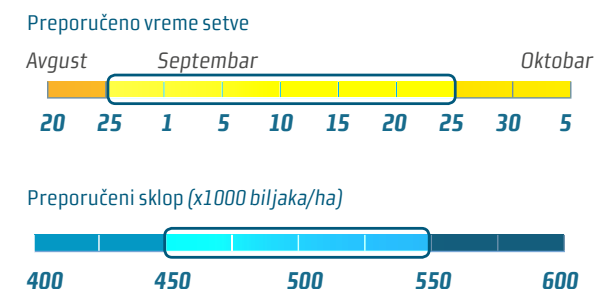 Preporučeno vreme setve
Avgust Septembar Oktobar
20 25 1 5 10 15 20 25 30 5
Preporučeni sklop (x1000 biljaka/ha)
400 450 500 550 600